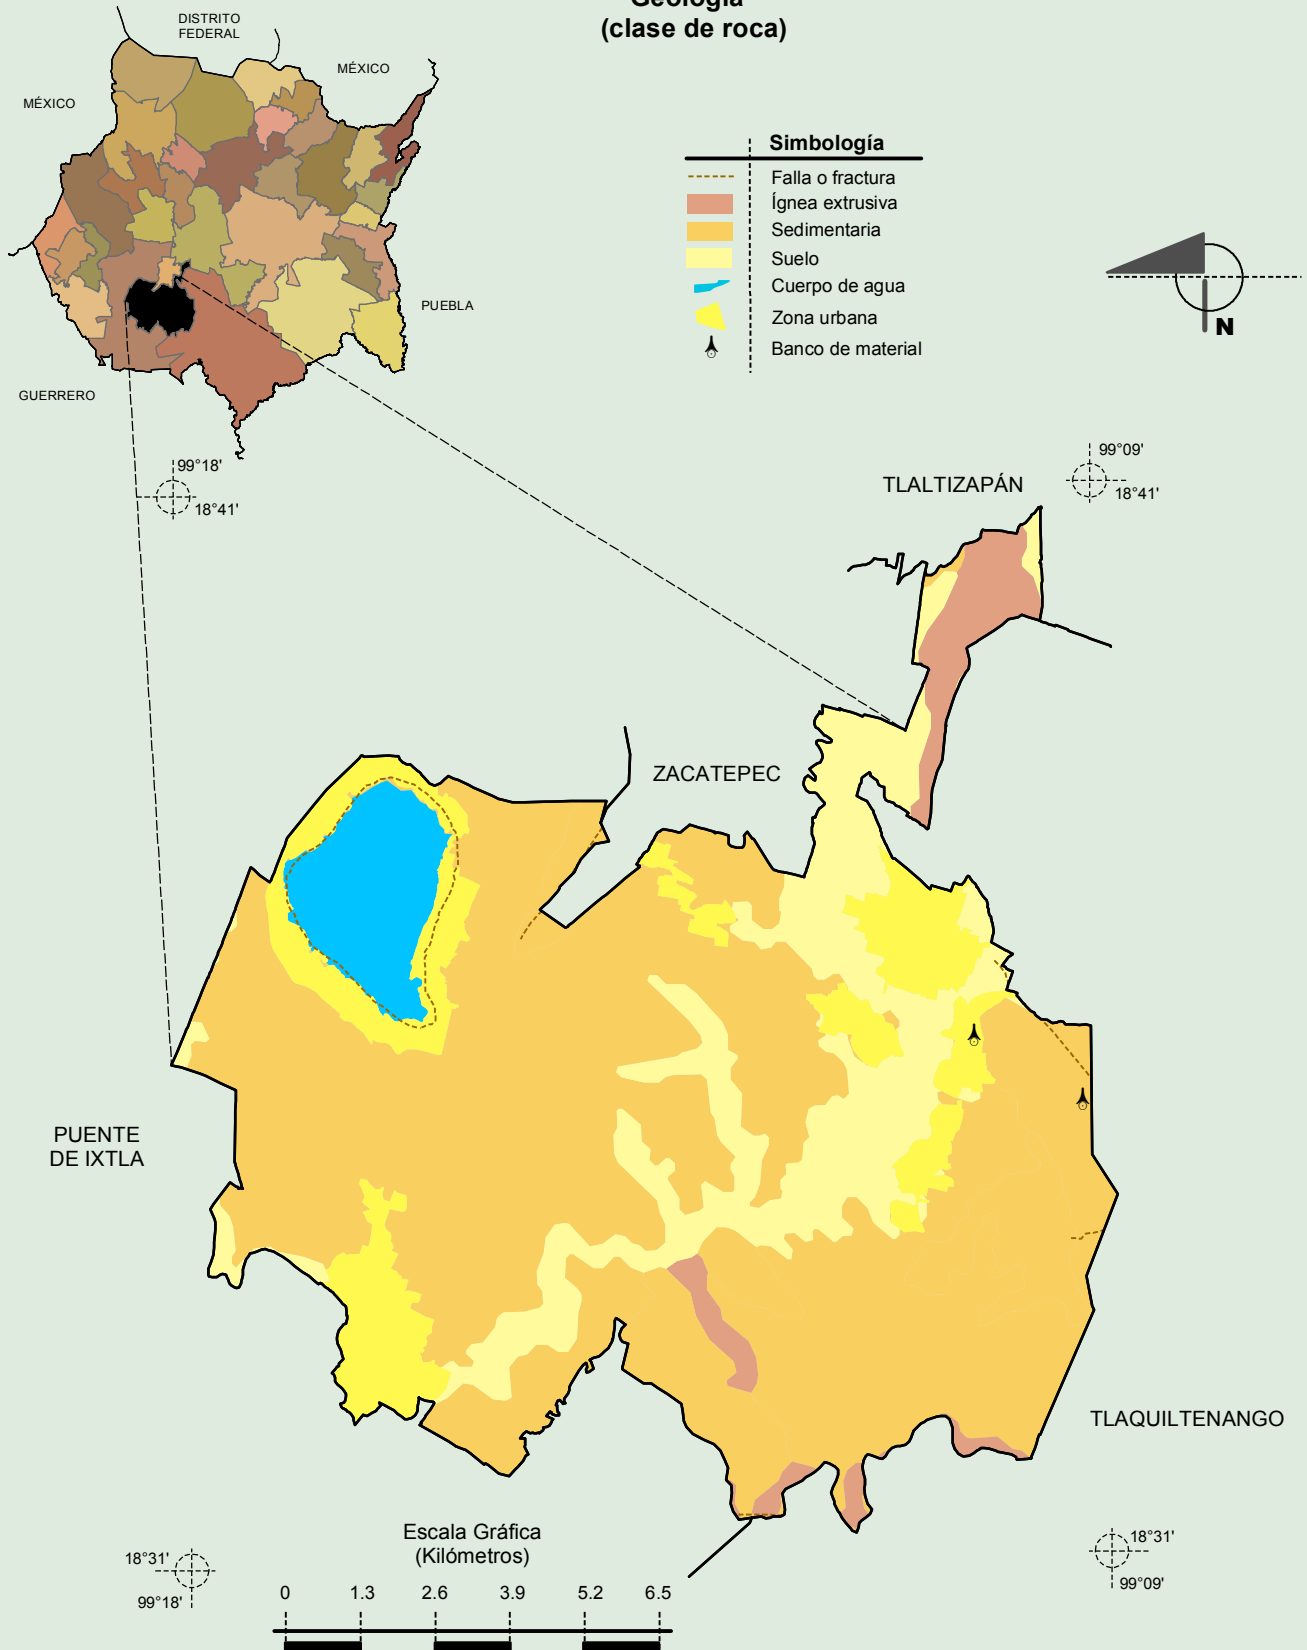 Geología
(clase de roca)
DISTRITO
FEDERAL
MÉXICO
MÉXICO
PUEBLA
GUERRERO
Simbología
Falla o fractura
Ígnea extrusiva
Sedimentaria
Suelo
Cuerpo de agua
Zona urbana
Banco de material
N
99°18'
18°41'
99°09'
18°41'
TLALTIZAPÁN
ZACATEPEC
PUENTE
DE IXTLA
TLAQUILTENANGO
Escala Gráfica
(Kilómetros)
0 1.3 2.6 3.9 5.2 6.5
18°31'
99°18'
18°31'
99°09'